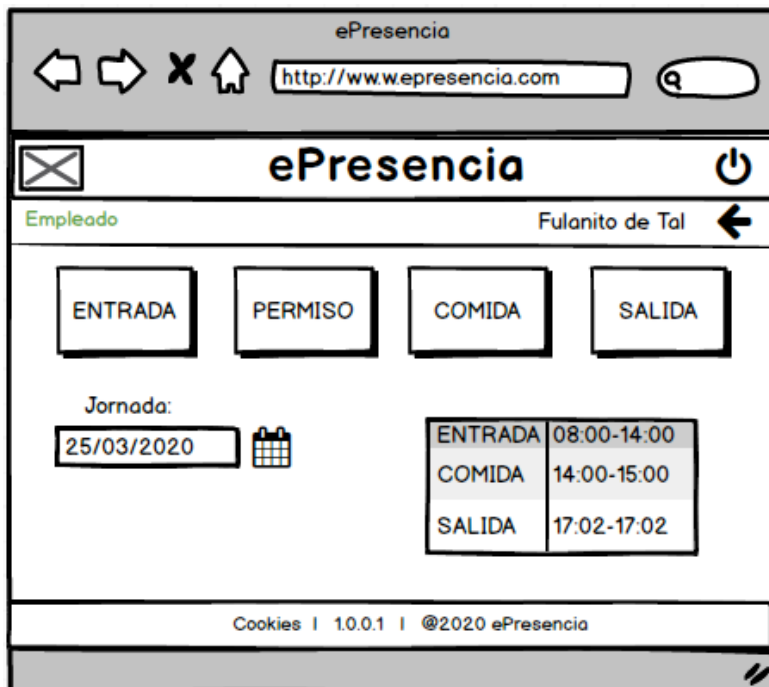 ePresencia
http://www.epresencia.com
ePresencia
Empleado Fulanito de Tal
ENTRADA PERMISO COMIDA SALIDA
Jornada:
25/03/2020
ENTRADA 08:00-14:00
COMIDA 14:00-15:00
SALIDA 17:02-17:02
Cookies | 1.0.0.1 | @2020 ePresencia